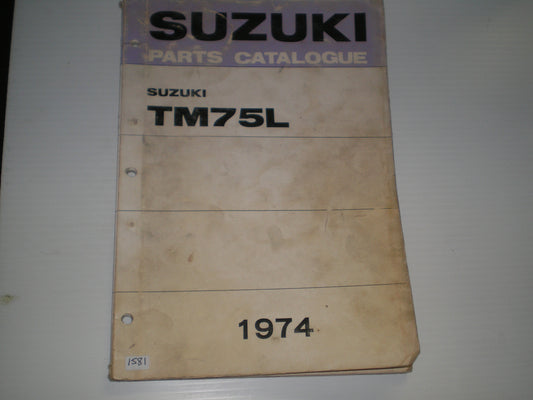 SUZUKI
PARTS CATALOGUE
SUZUKI
TM75L
1974
1581